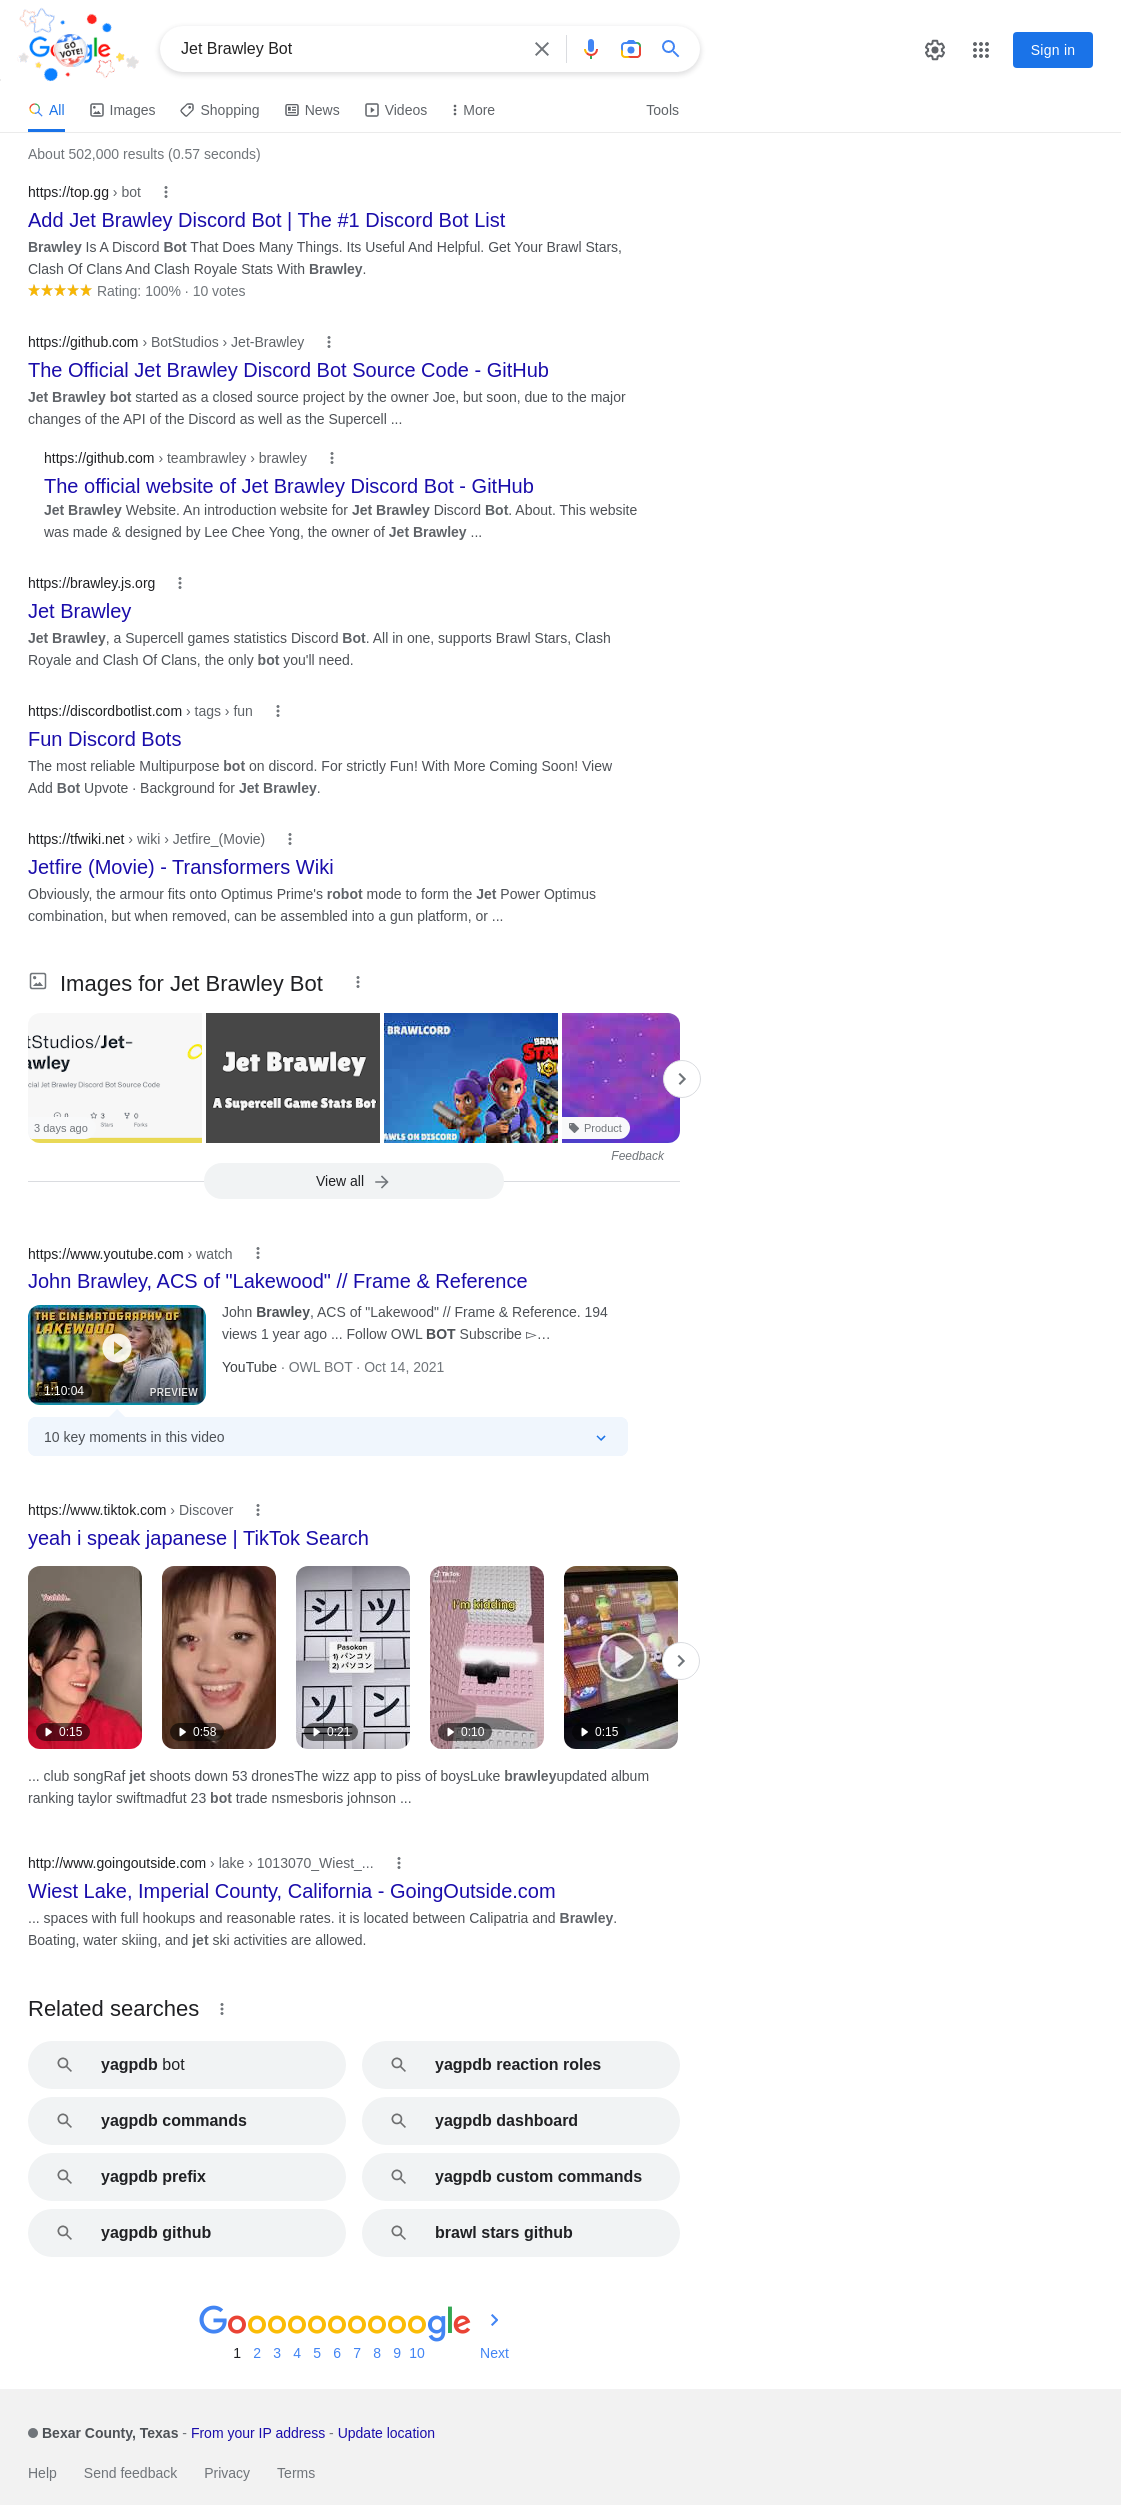 GO VOTE!
Jet Brawley Bot
Sign in
All
Images
Shopping
News
Videos
More
Tools
About 502,000 results (0.57 seconds)
https://top.gg › bot
Add Jet Brawley Discord Bot | The #1 Discord Bot List
Brawley Is A Discord Bot That Does Many Things. Its Useful And Helpful. Get Your Brawl Stars,
Clash Of Clans And Clash Royale Stats With Brawley.
Rating: 100% · 10 votes
https://github.com › BotStudios › Jet-Brawley
The Official Jet Brawley Discord Bot Source Code - GitHub
Jet Brawley bot started as a closed source project by the owner Joe, but soon, due to the major
changes of the API of the Discord as well as the Supercell ...
https://github.com › teambrawley › brawley
The official website of Jet Brawley Discord Bot - GitHub
Jet Brawley Website. An introduction website for Jet Brawley Discord Bot. About. This website
was made & designed by Lee Chee Yong, the owner of Jet Brawley ...
https://brawley.js.org
Jet Brawley
Jet Brawley, a Supercell games statistics Discord Bot. All in one, supports Brawl Stars, Clash
Royale and Clash Of Clans, the only bot you'll need.
https://discordbotlist.com › tags › fun
Fun Discord Bots
The most reliable Multipurpose bot on discord. For strictly Fun! With More Coming Soon! View
Add Bot Upvote · Background for Jet Brawley.
https://tfwiki.net › wiki › Jetfire_(Movie)
Jetfire (Movie) - Transformers Wiki
Obviously, the armour fits onto Optimus Prime's robot mode to form the Jet Power Optimus
combination, but when removed, can be assembled into a gun platform, or ...
Images for Jet Brawley Bot
tStudios/Jet-
awley
cial Jet Brawley Discord Bot Source Code
0 3 0
Stars Forks
3 days ago
Jet Brawley
A Supercell Game Stats Bot
BRAWLCORD
BRAW
STAR
AWLS ON DISCORD
Product
Feedback
View all
https://www.youtube.com › watch
John Brawley, ACS of "Lakewood" // Frame & Reference
THE CINEMATOGRAPHY OF
LAKEWOOD
1:10:04
PREVIEW
John Brawley, ACS of "Lakewood" // Frame & Reference. 194
views 1 year ago ... Follow OWL BOT Subscribe ▻...
YouTube · OWL BOT · Oct 14, 2021
10 key moments in this video
https://www.tiktok.com › Discover
yeah i speak japanese | TikTok Search
Yeahhh..
0:15
0:58
シ ツ
Pasokon
1) パンコソ
2) パソコン
ソ ン
0:21
TikTok
I'm kidding
0:10
0:15
... club songRaf jet shoots down 53 dronesThe wizz app to piss of boysLuke brawleyupdated album
ranking taylor swiftmadfut 23 bot trade nsmesboris johnson ...
http://www.goingoutside.com › lake › 1013070_Wiest_...
Wiest Lake, Imperial County, California - GoingOutside.com
... spaces with full hookups and reasonable rates. it is located between Calipatria and Brawley.
Boating, water skiing, and jet ski activities are allowed.
Related searches
yagpdb bot
yagpdb reaction roles
yagpdb commands
yagpdb dashboard
yagpdb prefix
yagpdb custom commands
yagpdb github
brawl stars github
Goooooooooogle
1 2 3 4 5 6 7 8 9 10 Next
Bexar County, Texas - From your IP address - Update location
Help Send feedback Privacy Terms